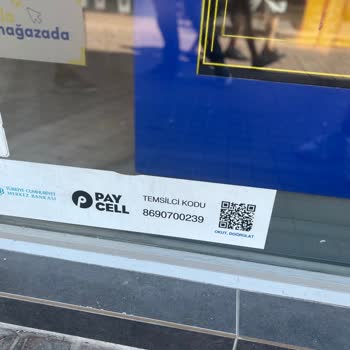 mağazada
TÜRKİYE CUMHURİYET
MERKEZ BANKASI
PAY
CELL
TEMSİLCİ KODU
8690700239
OKUT, DOĞRULAT